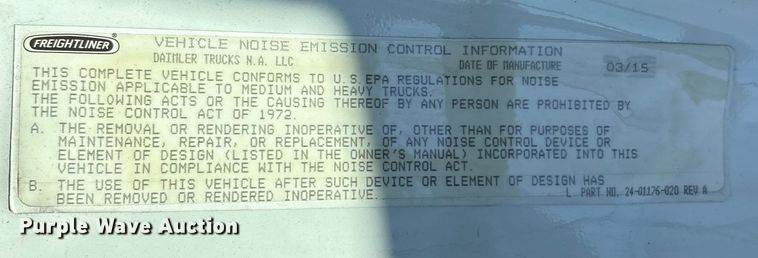 FREIGHTLINER
VEHICLE NOISE EMISSION CONTROL INFORMATION
DAIMLER TRUCKS N.A. LLC DATE OF MANUFACTURE 03/15
THIS COMPLETE VEHICLE CONFORMS TO U.S.EPA REGULATIONS FOR NOISE
EMISSION APPLICABLE TO MEDIUM AND HEAVY TRUCKS.
THE FOLLOWING ACTS OR THE CAUSING THEREOF BY ANY PERSON ARE PROHIBITED BY
THE NOISE CONTROL ACT OF 1972.
A. THE REMOVAL OR RENDERING INOPERATIVE OF, OTHER THAN FOR PURPOSES OF
MAINTENANCE, REPAIR, OR REPLACEMENT, OF ANY NOISE CONTROL DEVICE OR
ELEMENT OF DESIGN (LISTED IN THE OWNER'S MANUAL) INCORPORATED INTO THIS
VEHICLE IN COMPLIANCE WITH THE NOISE CONTROL ACT.
B. THE USE OF THIS VEHICLE AFTER SUCH DEVICE OR ELEMENT OF DESIGN HAS
BEEN REMOVED OR RENDERED INOPERATIVE. L PART NO. 24-01176-020 REV A
Purple Wave Auction